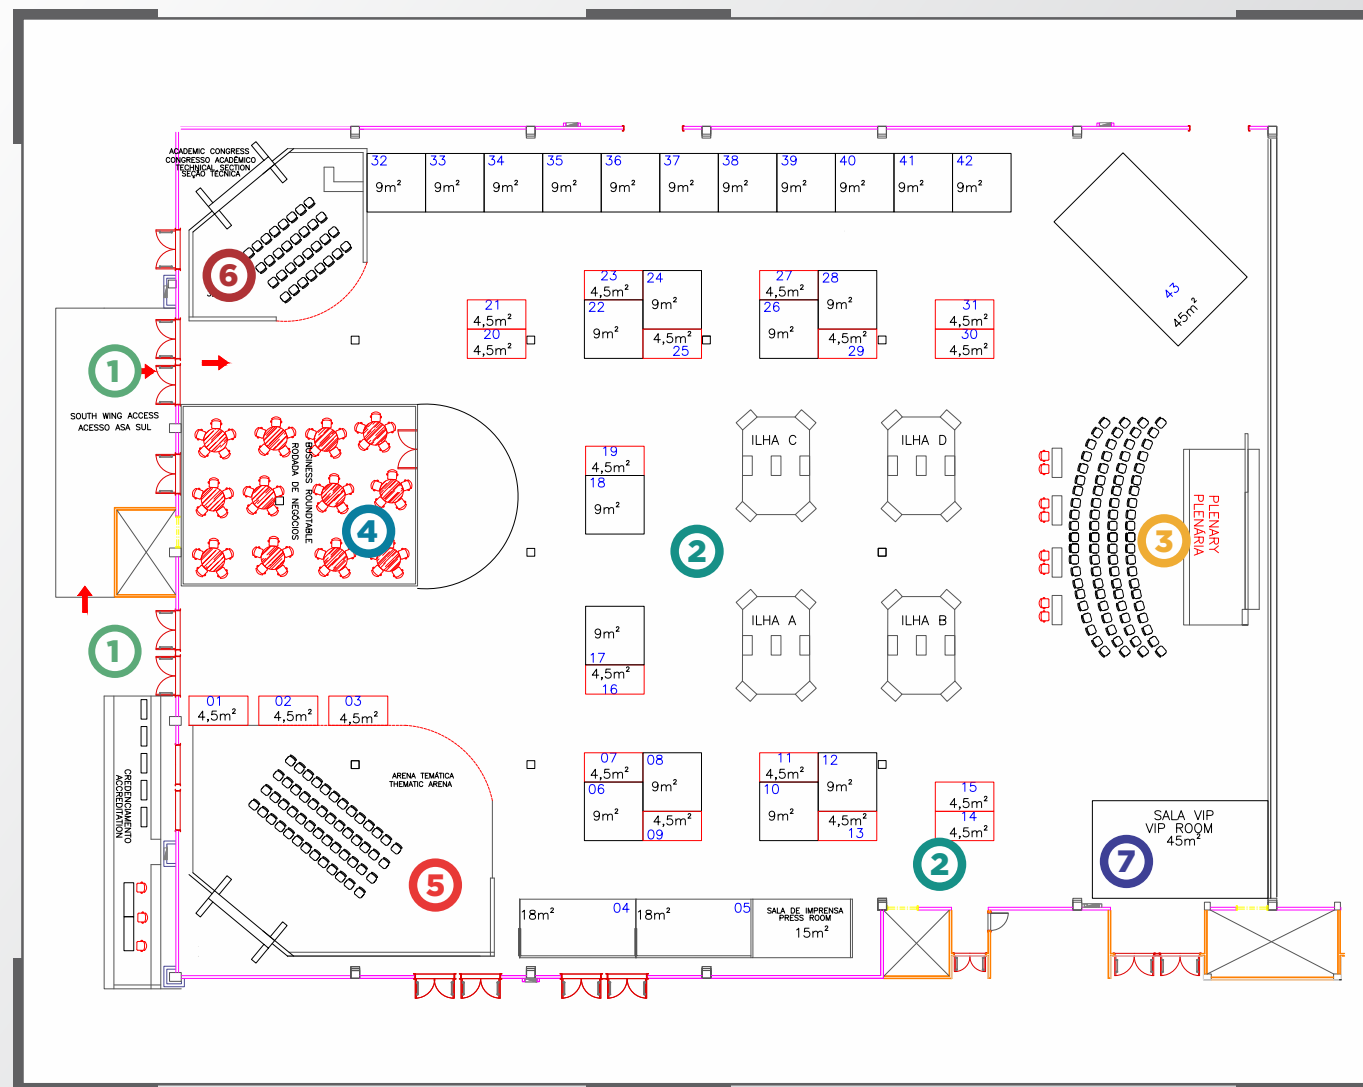 ACADEMIC CONGRESS
CONGRESSO ACADÊMICO
TECHNICAL SECTION
SEÇÃO TÉCNICA
32
9m²
33
9m²
34
9m²
35
9m²
36
9m²
37
9m²
38
9m²
39
9m²
40
9m²
41
9m²
42
9m²
6
43
45m²
23
4,5m²
24
9m²
22
9m²
4,5m²
25
27
4,5m²
28
9m²
26
9m²
4,5m²
29
21
4,5m²
20
4,5m²
31
4,5m²
30
4,5m²
1
SOUTH WING ACCESS
ACESSO ASA SUL
BUSINESS ROUNDTABLE
RODADA DE NEGÓCIOS
4
19
4,5m²
18
9m²
ILHA C
ILHA D
2
PLENARY
PLENÁRIA
3
1
9m²
17
4,5m²
16
ILHA A
ILHA B
01
4,5m²
02
4,5m²
03
4,5m²
CREDENCIAMENTO
ACCREDITATION
ARENA TEMÁTICA
THEMATIC ARENA
5
07
4,5m²
08
9m²
06
9m²
4,5m²
09
11
4,5m²
12
9m²
10
9m²
4,5m²
13
15
4,5m²
14
4,5m²
2
SALA VIP
VIP ROOM
45m²
7
18m²
04
18m²
05
SALA DE IMPRENSA
PRESS ROOM
15m²